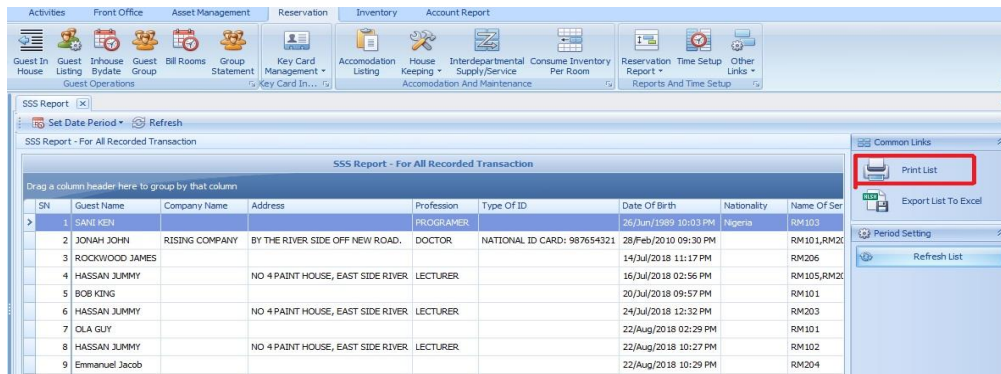 Activities Front Office Asset Management Reservation Inventory Account Report
Guest In House Guest Listing Inhouse Bydate Guest Group Bill Rooms Group Statement Key Card Management Accomodation Listing House Keeping Interdepartmental Supply/Service Consume Inventory Per Room Reservation Report Time Setup Other Links
Guest Operations Key Card In... Accomodation And Maintenance Reports And Time Setup
SSS Report
Set Date Period Refresh
SSS Report - For All Recorded Transaction
SSS Report - For All Recorded Transaction
Drag a column header here to group by that column
SN Guest Name Company Name Address Profession Type Of ID Date Of Birth Nationality Name Of Ser
1 SANI KEN PROGRAMER 26/Jun/1989 10:03 PM Nigeria RM103
2 JONAH JOHN RISING COMPANY BY THE RIVER SIDE OFF NEW ROAD. DOCTOR NATIONAL ID CARD: 987654321 28/Feb/2010 09:30 PM RM101,RM20
3 ROCKWOOD JAMES 14/Jul/2018 11:17 PM RM206
4 HASSAN JUMMY NO 4 PAINT HOUSE, EAST SIDE RIVER LECTURER 16/Jul/2018 02:56 PM RM105,RM20
5 BOB KING 20/Jul/2018 09:57 PM RM101
6 HASSAN JUMMY NO 4 PAINT HOUSE, EAST SIDE RIVER LECTURER 24/Jul/2018 12:32 PM RM203
7 OLA GUY 22/Aug/2018 02:29 PM RM101
8 HASSAN JUMMY NO 4 PAINT HOUSE, EAST SIDE RIVER LECTURER 22/Aug/2018 10:27 PM RM102
9 Emmanuel Jacob 22/Aug/2018 10:29 PM RM204
Common Links
Print List
XLSX
Export List To Excel
Period Setting
Refresh List